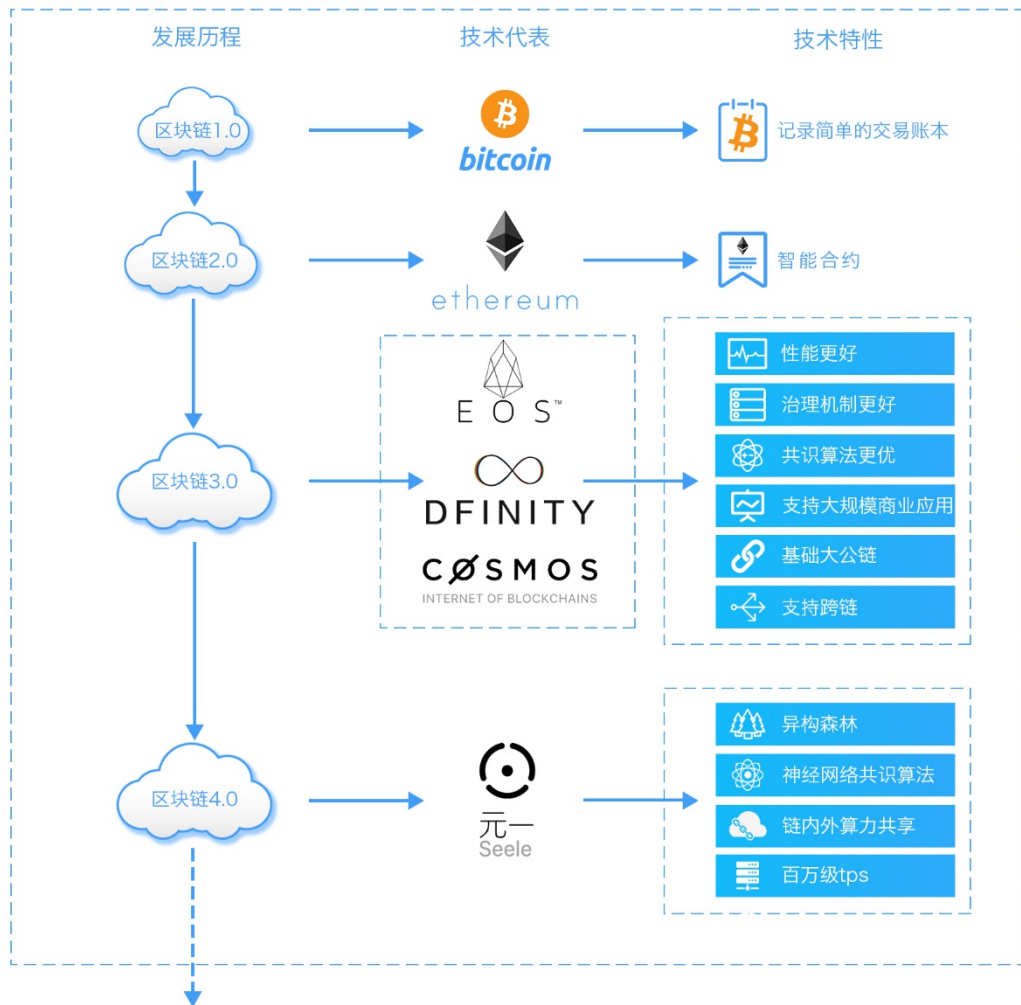 发展历程 技术代表 技术特性
区块链1.0
bitcoin
记录简单的交易账本
区块链2.0
ethereum
智能合约
区块链3.0
EOS™
DFINITY
CØSMOS
INTERNET OF BLOCKCHAINS
性能更好
治理机制更好
共识算法更优
支持大规模商业应用
基础大公链
支持跨链
区块链4.0
元一
Seele
异构森林
神经网络共识算法
链内外算力共享
百万级tps